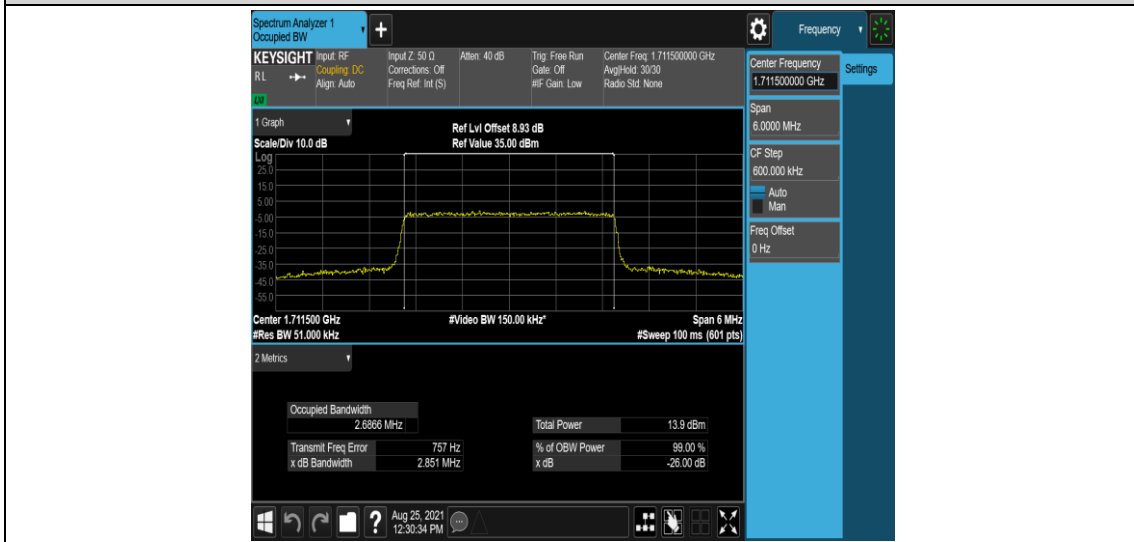 Spectrum Analyzer 1
Occupied BW
+
Frequency
KEYSIGHT
RL
LXI
Input: RF
Coupling: DC
Align: Auto
Input Z: 50 Ω
Corrections: Off
Freq Ref: Int (S)
Atten: 40 dB
Trig: Free Run
Gate: Off
#IF Gain: Low
Center Freq: 1.711500000 GHz
Avg|Hold: 30/30
Radio Std: None
Center Frequency
1.711500000 GHz
Settings
Span
6.0000 MHz
CF Step
600.000 kHz
Auto
Man
Freq Offset
0 Hz
1 Graph
Ref Lvl Offset 8.93 dB
Scale/Div 10.0 dB
Ref Value 35.00 dBm
Log
25.0
15.0
5.00
-5.00
-15.0
-25.0
-35.0
-45.0
-55.0
Center 1.711500 GHz
#Video BW 150.00 kHz*
Span 6 MHz
#Res BW 51.000 kHz
#Sweep 100 ms (601 pts)
2 Metrics
Occupied Bandwidth
2.6866 MHz
Total Power 13.9 dBm
Transmit Freq Error 757 Hz
% of OBW Power 99.00 %
x dB Bandwidth 2.851 MHz
x dB -26.00 dB
?
Aug 25, 2021
12:30:34 PM